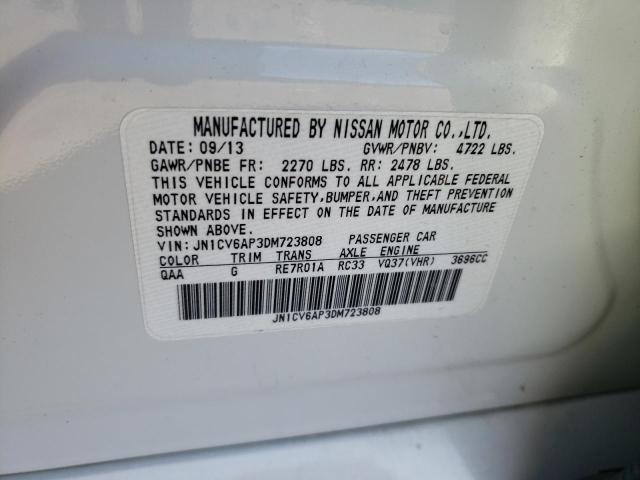 MANUFACTURED BY NISSAN MOTOR CO.,LTD.
DATE: 09/13 GVWR/PNBV: 4722 LBS.
GAWR/PNBE FR: 2270 LBS. RR: 2478 LBS.
THIS VEHICLE CONFORMS TO ALL APPLICABLE FEDERAL
MOTOR VEHICLE SAFETY,BUMPER,AND THEFT PREVENTION
STANDARDS IN EFFECT ON THE DATE OF MANUFACTURE
SHOWN ABOVE.
VIN: JN1CV6AP3DM723808 PASSENGER CAR
COLOR TRIM TRANS AXLE ENGINE
QAA G RE7R01A RC33 VQ37(VHR) 3696CC
JN1CV6AP3DM723808